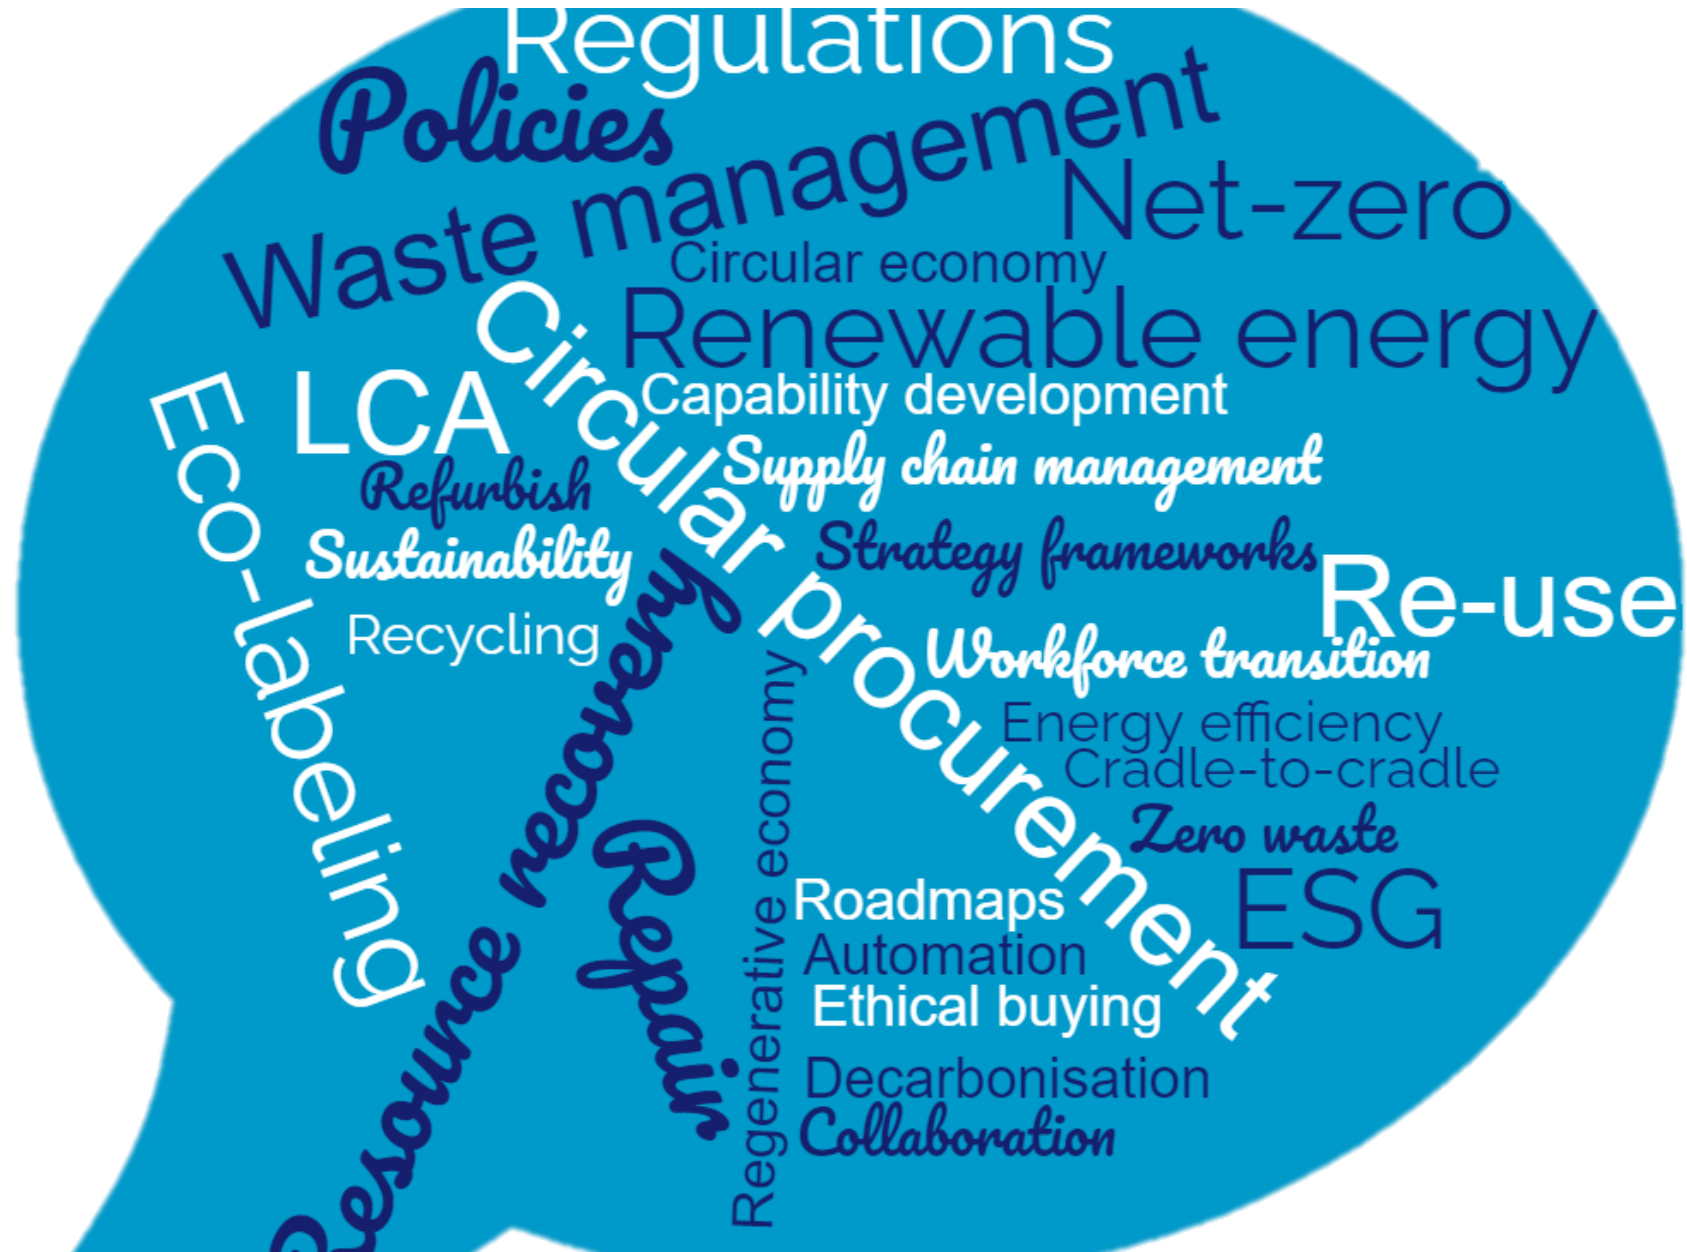 Regulations
Policies
Waste management
Net-zero
Circular economy
Renewable energy
Circular procurement
LCA
Capability development
Eco-labeling
Supply chain management
Refurbish
Strategy frameworks
Sustainability
Re-use
Recycling
Workforce transition
Resource recovery
Regenerative economy
Energy efficiency
Cradle-to-cradle
Zero waste
Repair
ESG
Roadmaps
Automation
Ethical buying
Decarbonisation
Collaboration